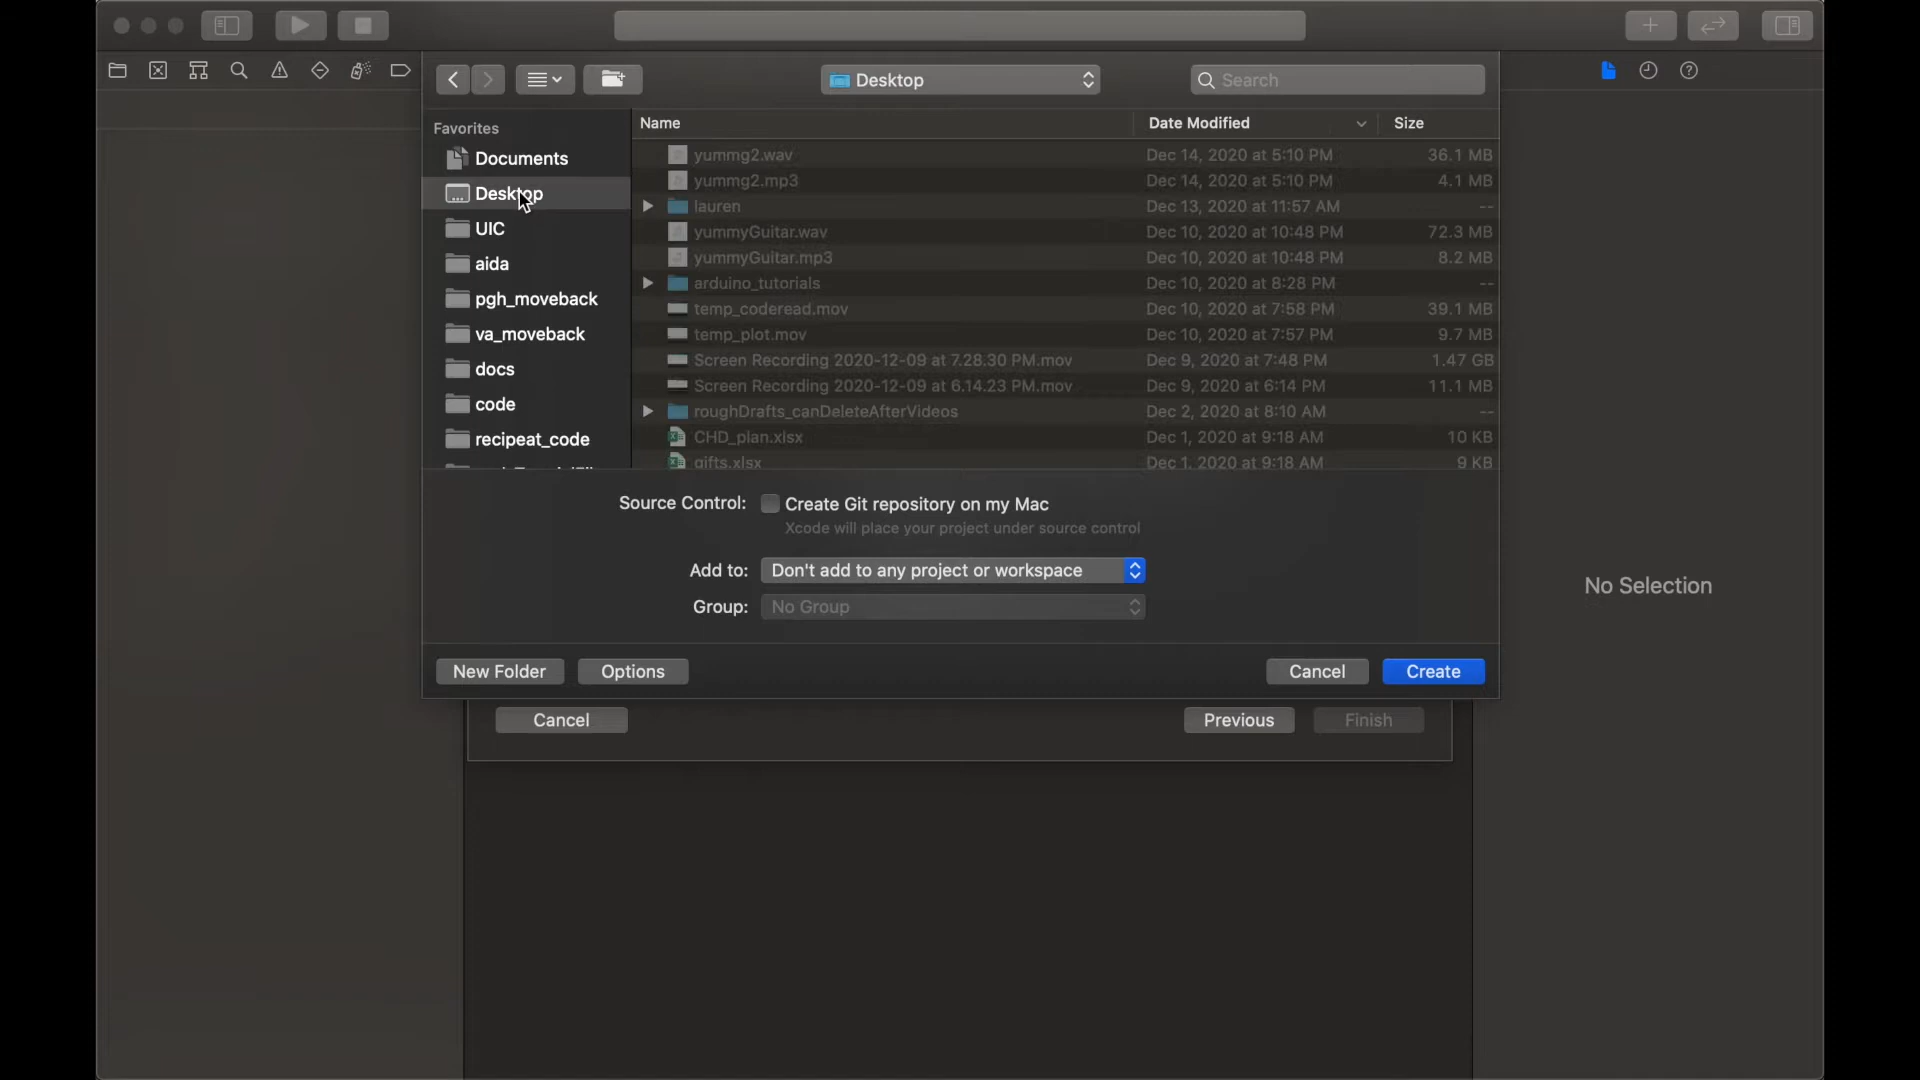 Desktop
Search
Favorites
Documents
Desktop
UIC
aida
pgh_moveback
va_moveback
docs
code
recipeat_code
Name Date Modified Size
yummg2.wav Dec 14, 2020 at 5:10 PM 36.1 MB
yummg2.mp3 Dec 14, 2020 at 5:10 PM 4.1 MB
lauren Dec 13, 2020 at 11:57 AM --
yummyGuitar.wav Dec 10, 2020 at 10:48 PM 72.3 MB
yummyGuitar.mp3 Dec 10, 2020 at 10:48 PM 8.2 MB
arduino_tutorials Dec 10, 2020 at 8:28 PM --
temp_coderead.mov Dec 10, 2020 at 7:58 PM 39.1 MB
temp_plot.mov Dec 10, 2020 at 7:57 PM 9.7 MB
Screen Recording 2020-12-09 at 7.28.30 PM.mov Dec 9, 2020 at 7:48 PM 1.47 GB
Screen Recording 2020-12-09 at 6.14.23 PM.mov Dec 9, 2020 at 6:14 PM 11.1 MB
roughDrafts_canDeleteAfterVideos Dec 2, 2020 at 8:10 AM --
CHD_plan.xlsx Dec 1, 2020 at 9:18 AM 10 KB
gifts.xlsx Dec 1, 2020 at 9:18 AM 9 KB
Source Control: Create Git repository on my Mac
Xcode will place your project under source control
Add to: Don't add to any project or workspace
Group: No Group
No Selection
New Folder Options Cancel Create
Cancel Previous Finish